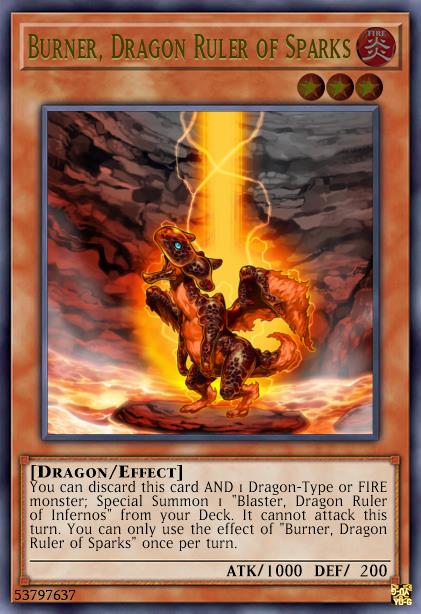 Burner, Dragon Ruler of Sparks
FIRE
炎
[Dragon/Effect]
You can discard this card AND 1 Dragon-Type or FIRE
monster; Special Summon 1 "Blaster, Dragon Ruler
of Infernos" from your Deck. It cannot attack this
turn. You can only use the effect of "Burner, Dragon
Ruler of Sparks" once per turn.
ATK/1000 DEF/ 200
53797637